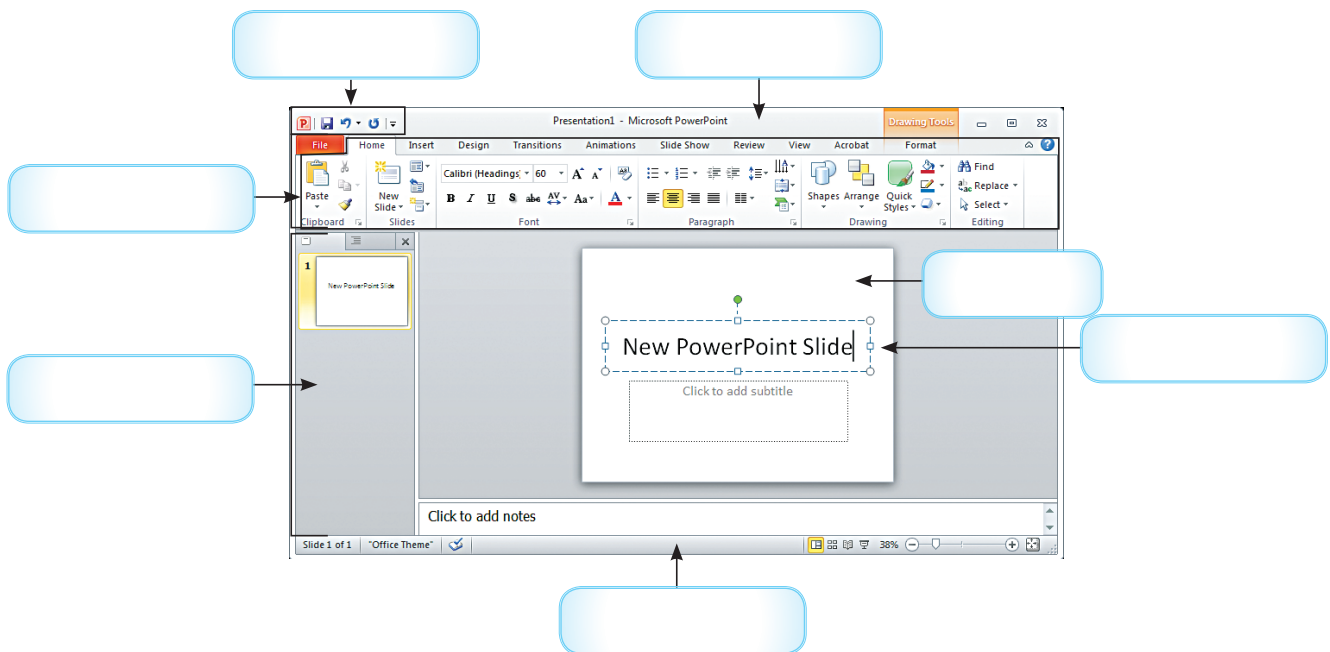 Presentation1 - Microsoft PowerPoint
Drawing Tools
File Home Insert Design Transitions Animations Slide Show Review View Acrobat Format
Calibri (Headings) 60
Find
Replace
Select
Paste
New
Slide
B I U S abc AV Aa A
Shapes Arrange Quick
Styles
Clipboard Slides Font Paragraph Drawing Editing
1
New PowerPoint Slide
New PowerPoint Slide
Click to add subtitle
Click to add notes
Slide 1 of 1 "Office Theme" 38%